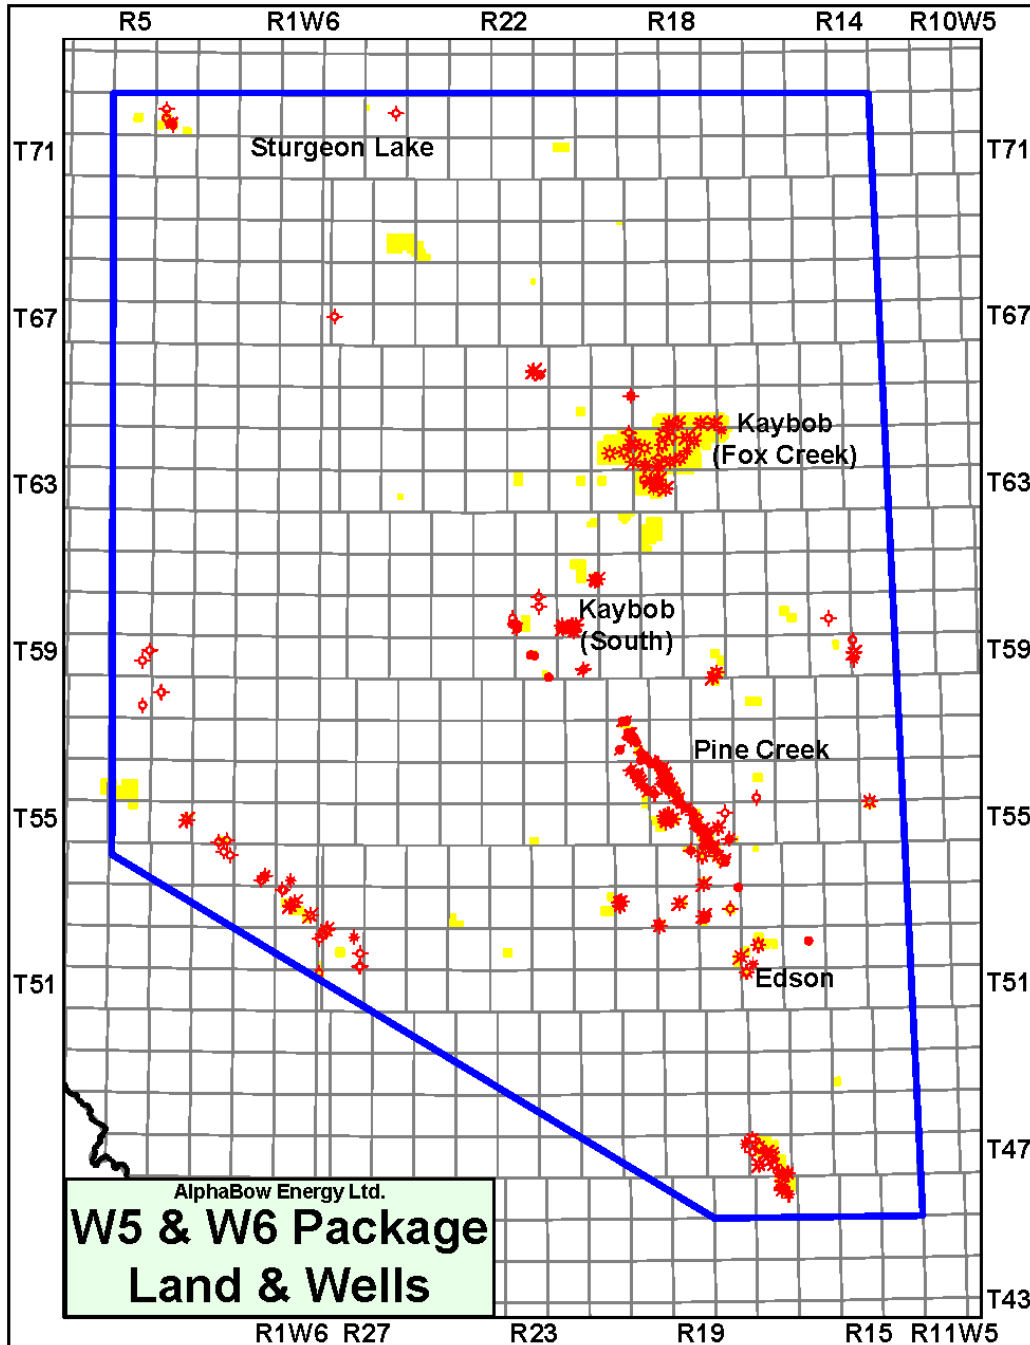 R5 R1W6 R22 R18 R14 R10W5
T71 Sturgeon Lake T71
T67 T67
Kaybob
(Fox Creek)
T63 T63
Kaybob
(South)
T59 T59
Pine Creek
T55 T55
T51 Edson T51
T47
AlphaBow Energy Ltd.
W5 & W6 Package
Land & Wells
T43
R1W6 R27 R23 R19 R15 R11W5